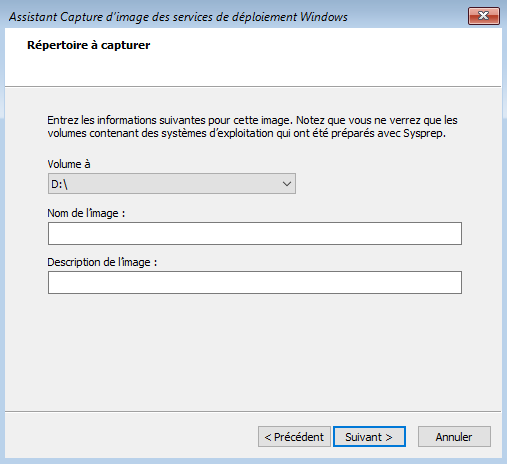 Assistant Capture d'image des services de déploiement Windows
Répertoire à capturer
Entrez les informations suivantes pour cette image. Notez que vous ne verrez que les
volumes contenant des systèmes d'exploitation qui ont été préparés avec Sysprep.
Volume à
D:\
Nom de l'image :
Description de l'image :
< Précédent
Suivant >
Annuler